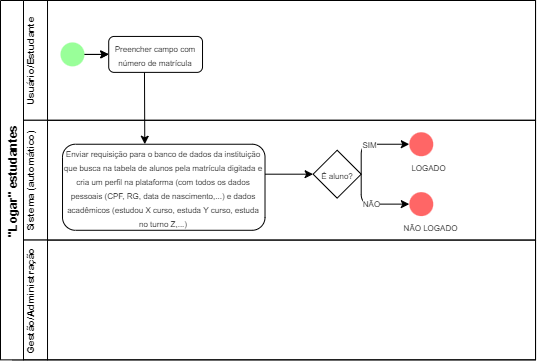 "Logar" estudantes
Usuário/Estudante
Preencher campo com
número de matrícula
Sistema (automático)
Enviar requisição para o banco de dados da instituição
que busca na tabela de alunos pela matrícula digitada e
cria um perfil na plataforma (com todos os dados
pessoais (CPF, RG, data de nascimento,...) e dados
acadêmicos (estudou X curso, estuda Y curso, estuda
no turno Z,...)
É aluno?
SIM
LOGADO
NÃO
NÃO LOGADO
Gestão/Administração